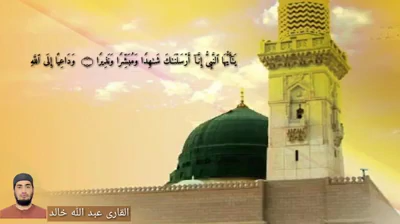 يَـٰٓأَيُّهَا ٱلنَّبِىُّ إِنَّآ أَرْسَلْنَـٰكَ شَـٰهِدًا وَمُبَشِّرًا وَنَذِيرًا ۝ وَدَاعِيًا إِلَى ٱللَّهِ
القارئ عبد الله خالد